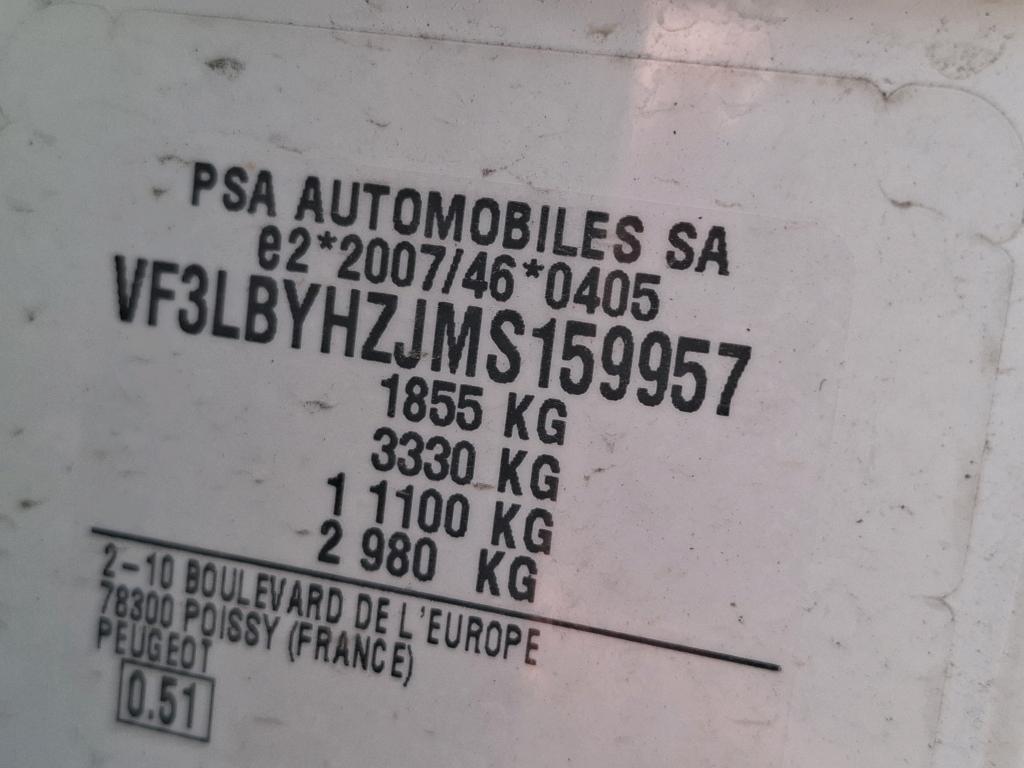 PSA AUTOMOBILES SA
e2*2007/46*0405
VF3LBYHZJMS159957
1855 KG
3330 KG
1 1100 KG
2 980 KG
2-10 BOULEVARD DE L'EUROPE
78300 POISSY (FRANCE)
PEUGEOT
0.51